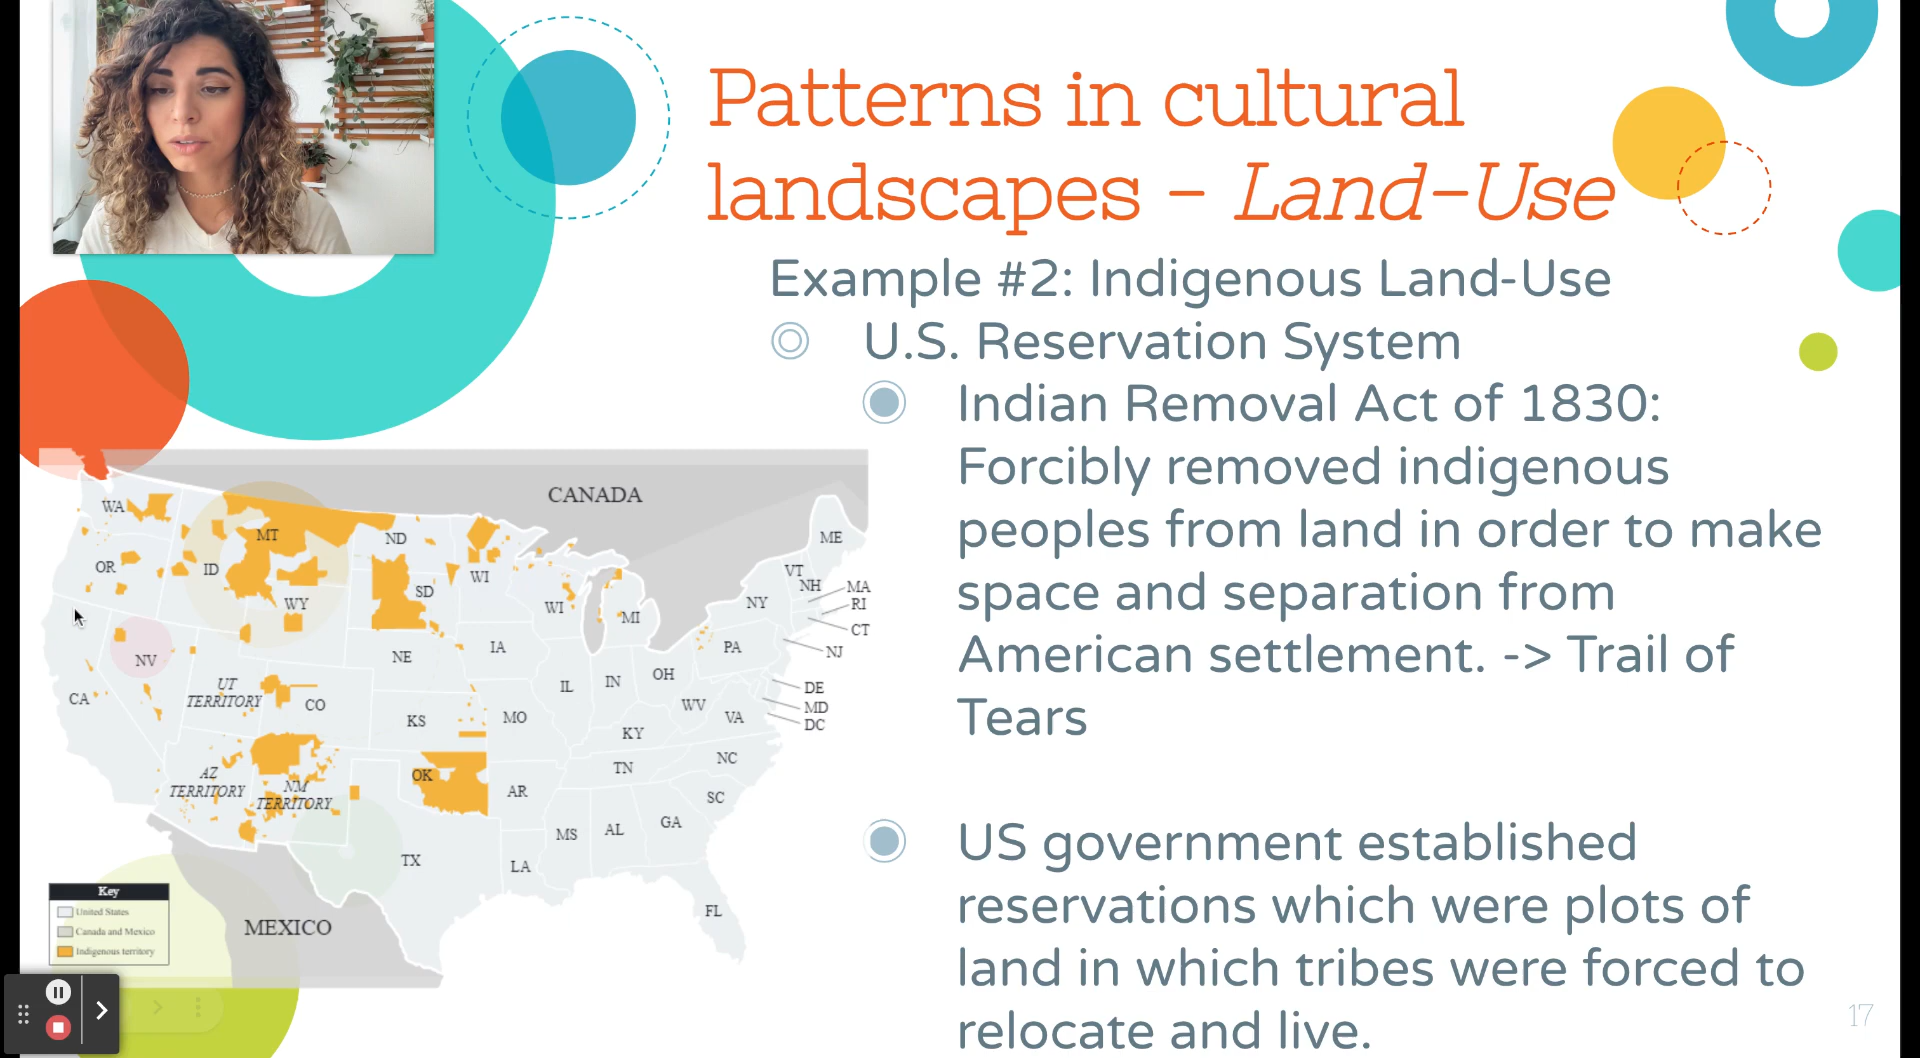 Patterns in cultural
landscapes - Land-Use
Example #2: Indigenous Land-Use
U.S. Reservation System
Indian Removal Act of 1830:
Forcibly removed indigenous
peoples from land in order to make
space and separation from
American settlement. -> Trail of
Tears
US government established
reservations which were plots of
land in which tribes were forced to
relocate and live.
17
CANADA
WA
MT
ND
ME
OR
ID
SD
WI
VT
NH
MA
WY
WI
MI
NY
RI
CT
NV
NE
IA
PA
NJ
CA
UT
TERRITORY
CO
IL
IN
OH
WV
VA
DE
MD
DC
KS
MO
KY
NC
AZ
TERRITORY
NM
TERRITORY
OK
AR
TN
SC
TX
LA
MS
AL
GA
FL
MEXICO
Key
United States
Canada and Mexico
Indigenous territory